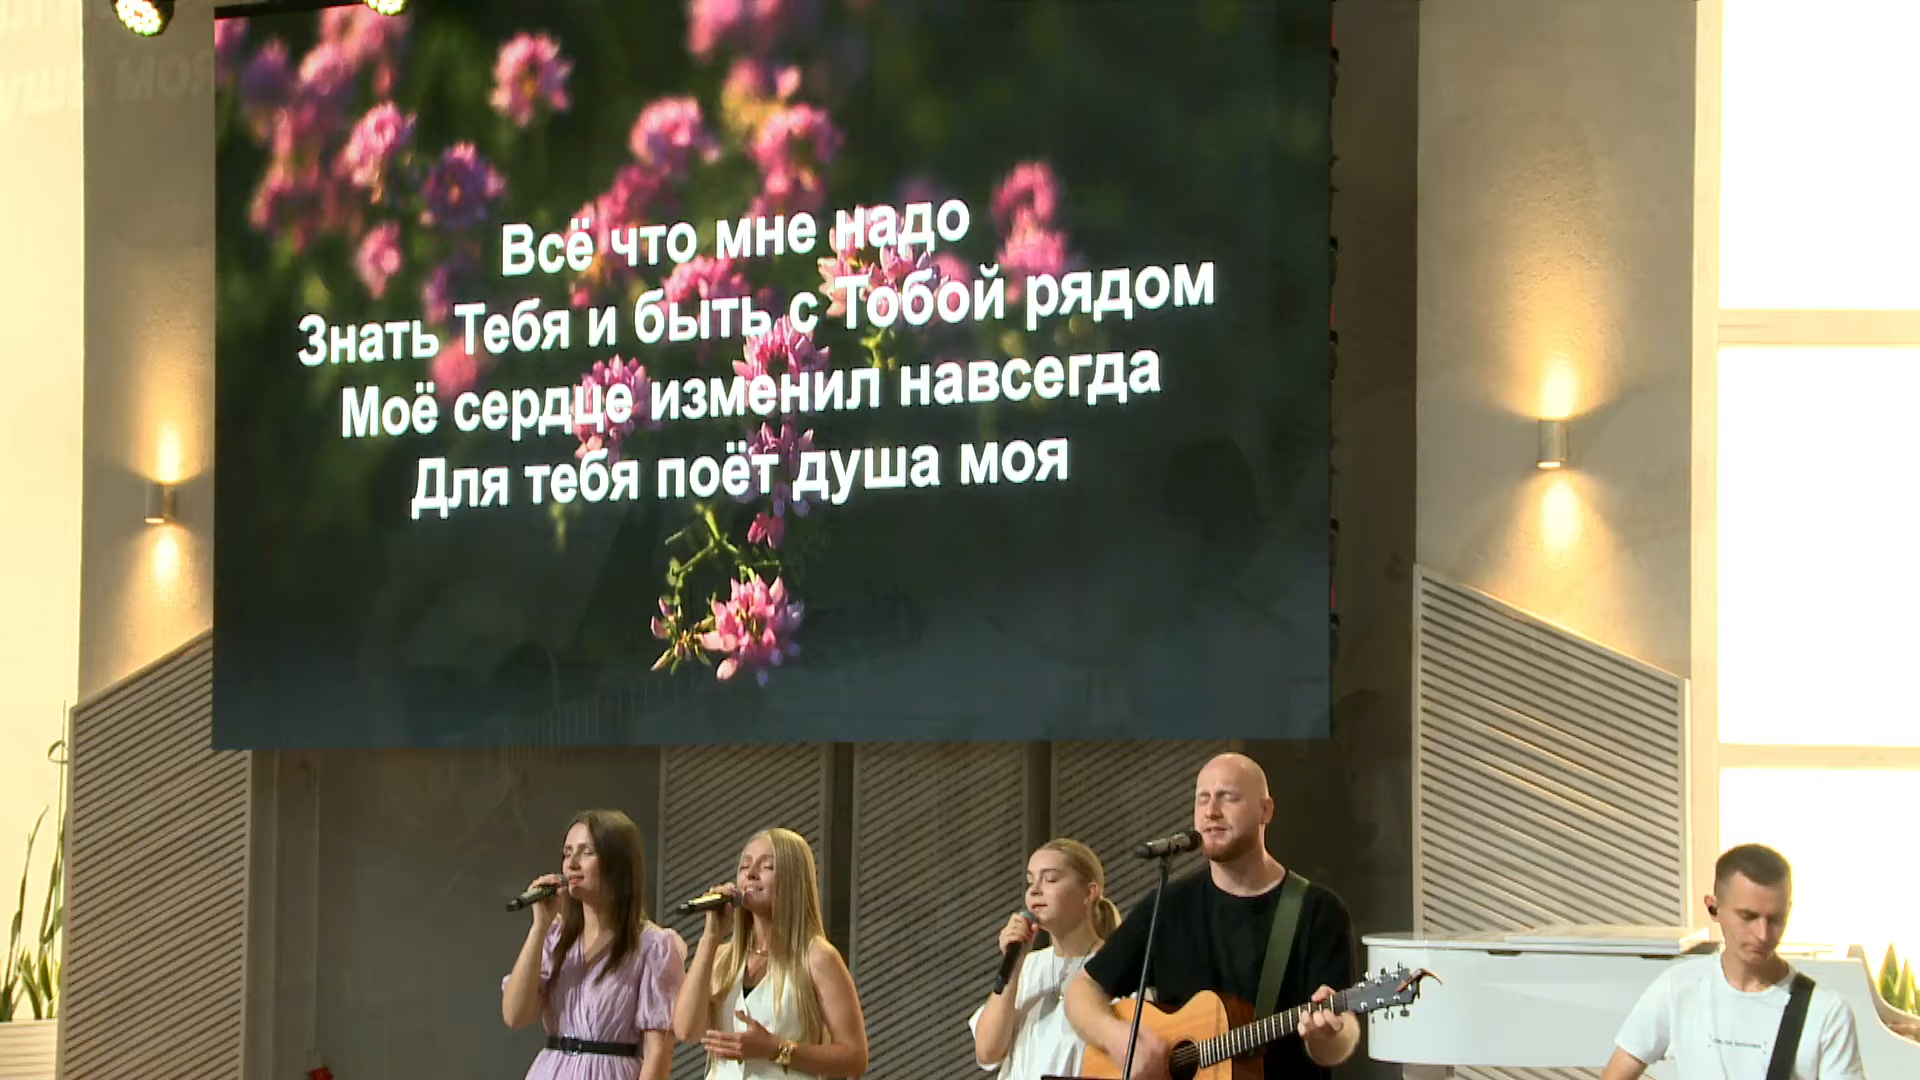 Всё что мне надо
Знать Тебя и быть с Тобой рядом
Моё сердце изменил навсегда
Для тебя поёт душа моя